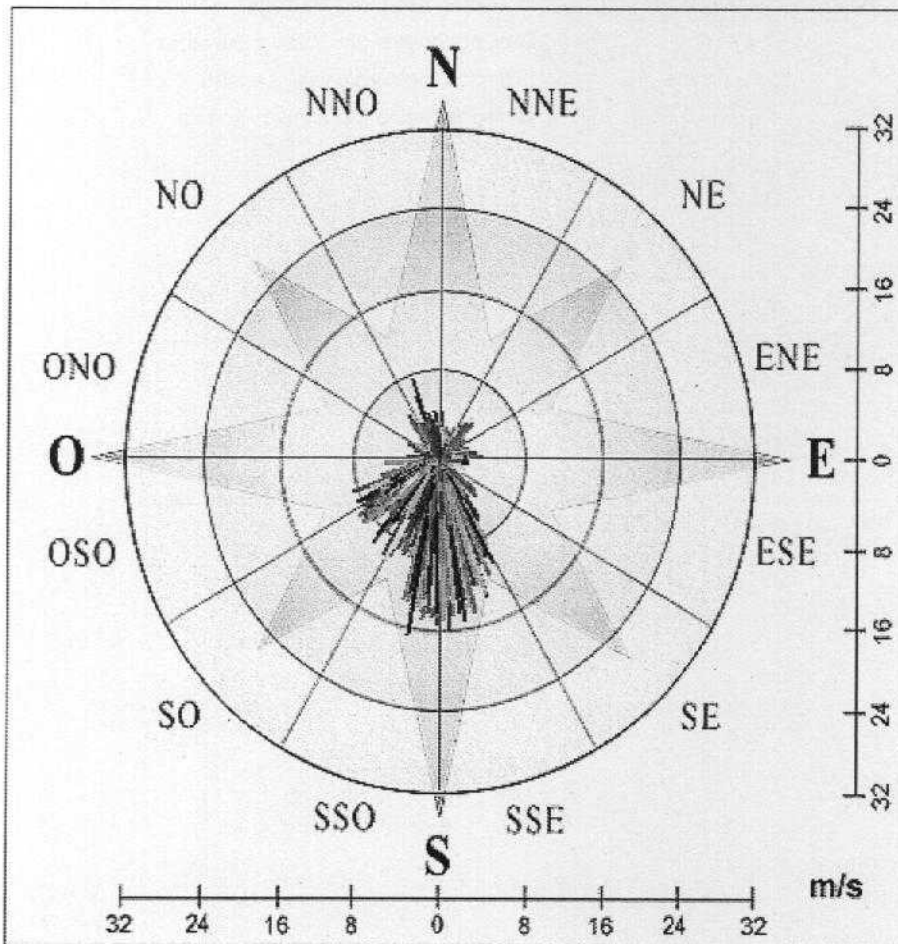 N
NNO NNE
NO NE
ONO ENE
O E
OSO ESE
SO SE
SSO SSE
S
32
24
16
8
0
8
16
24
32
m/s
32 24 16 8 0 8 16 24 32